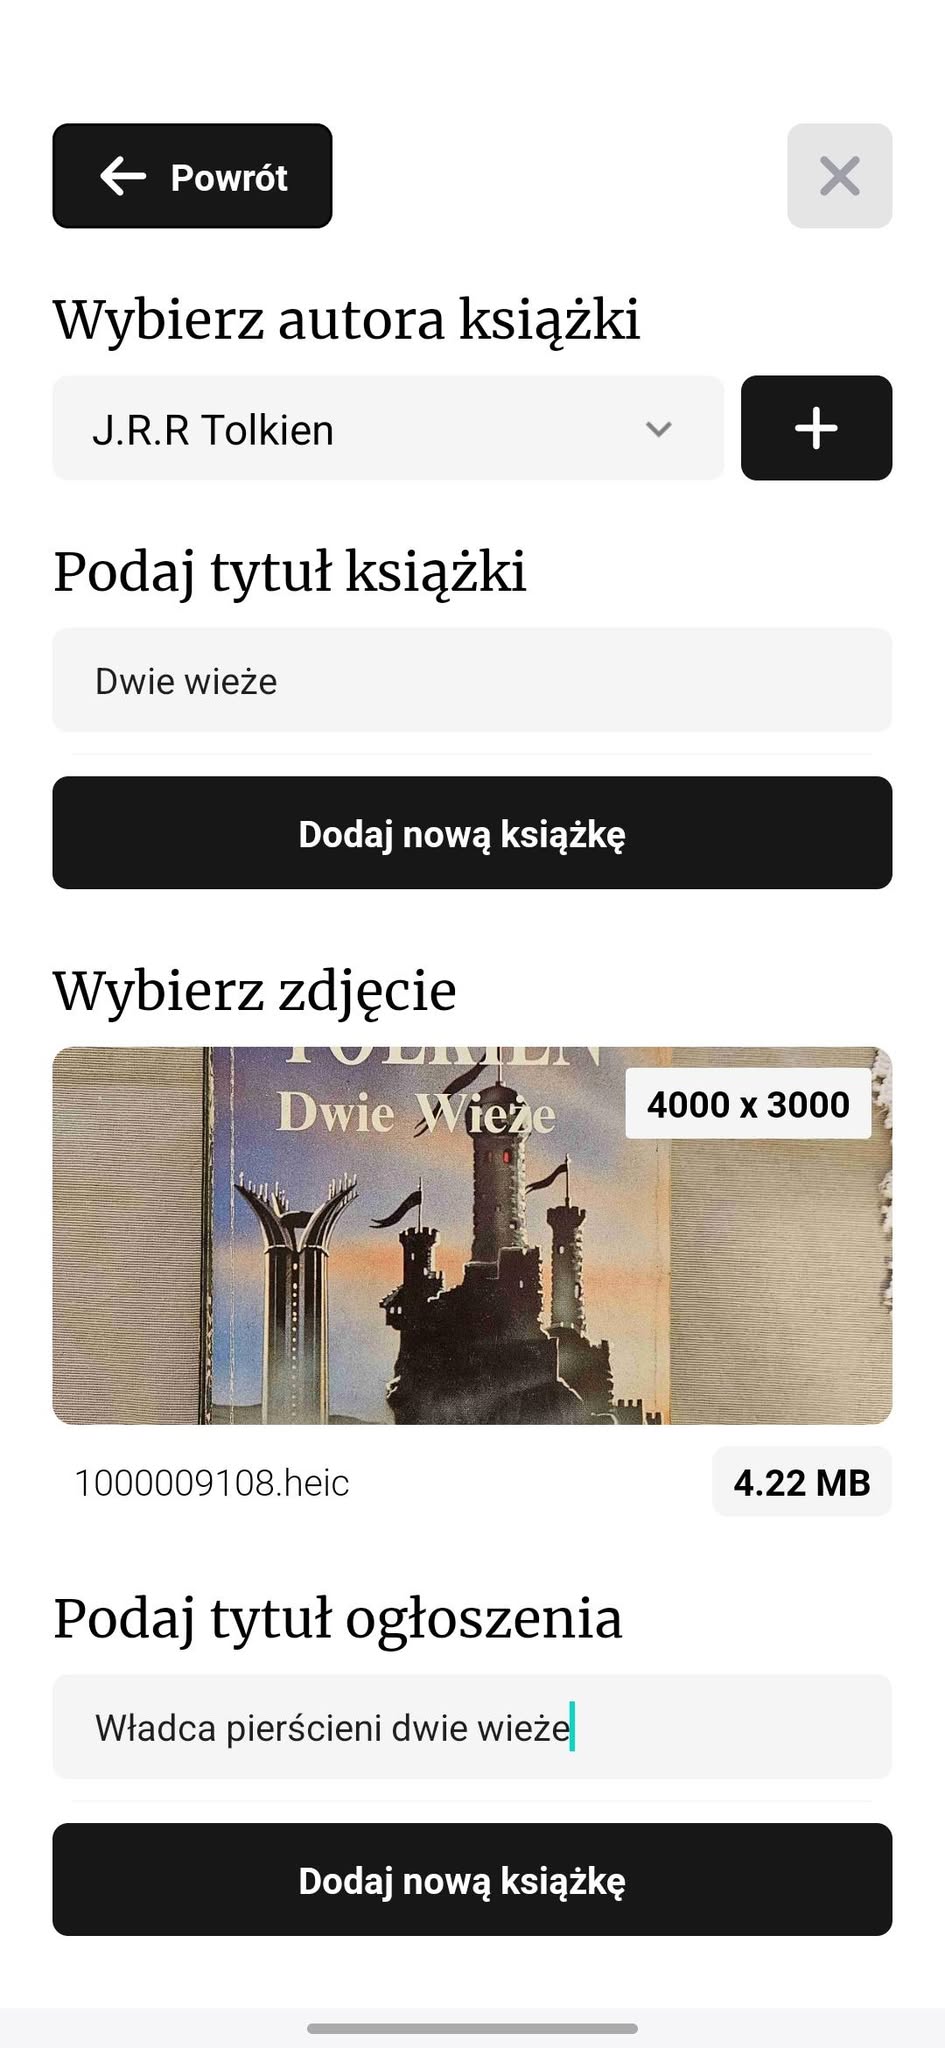 Powrót
Wybierz autora książki
J.R.R Tolkien
Podaj tytuł książki
Dwie wieże
Dodaj nową książkę
Wybierz zdjęcie
TOLKIEN
4000 x 3000
Dwie Wieże
1000009108.heic
4.22 MB
Podaj tytuł ogłoszenia
Władca pierścieni dwie wieże
Dodaj nową książkę